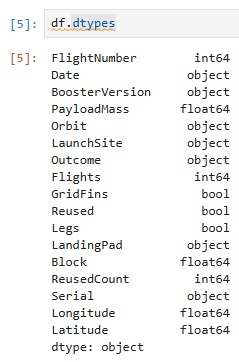 [5]: df.dtypes
[5]: FlightNumber int64
Date object
BoosterVersion object
PayloadMass float64
Orbit object
LaunchSite object
Outcome object
Flights int64
GridFins bool
Reused bool
Legs bool
LandingPad object
Block float64
ReusedCount int64
Serial object
Longitude float64
Latitude float64
dtype: object